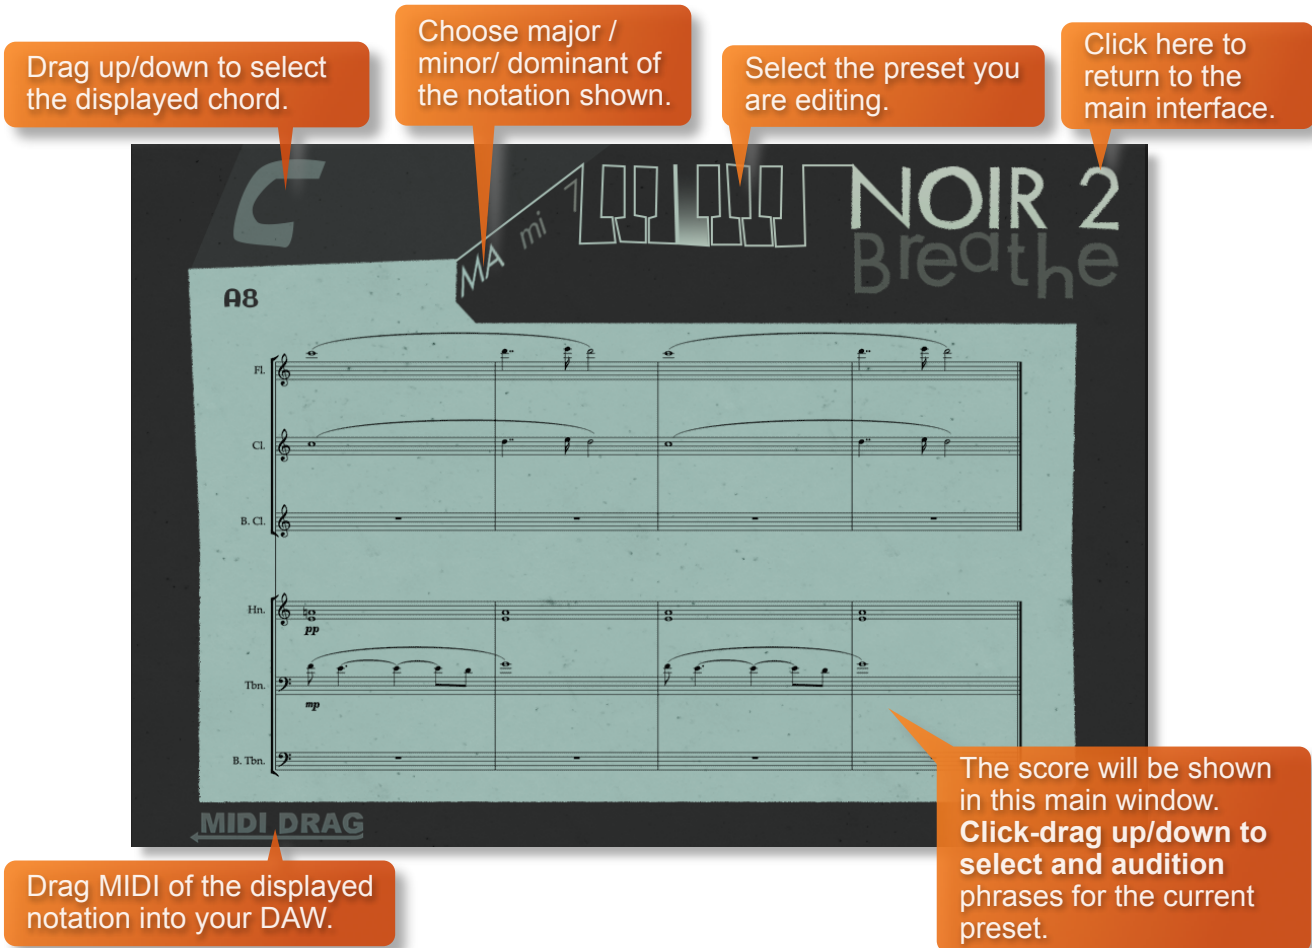 Drag up/down to select
the displayed chord.
Choose major /
minor/ dominant of
the notation shown.
Select the preset you
are editing.
Click here to
return to the
main interface.
C
MA mi 7
NOIR 2
Breathe
A8
Fl.
Cl.
B. Cl.
Hn.
pp
Tbn.
mp
B. Tbn.
The score will be shown
in this main window.
Click-drag up/down to
select and audition
phrases for the current
preset.
MIDI DRAG
Drag MIDI of the displayed
notation into your DAW.